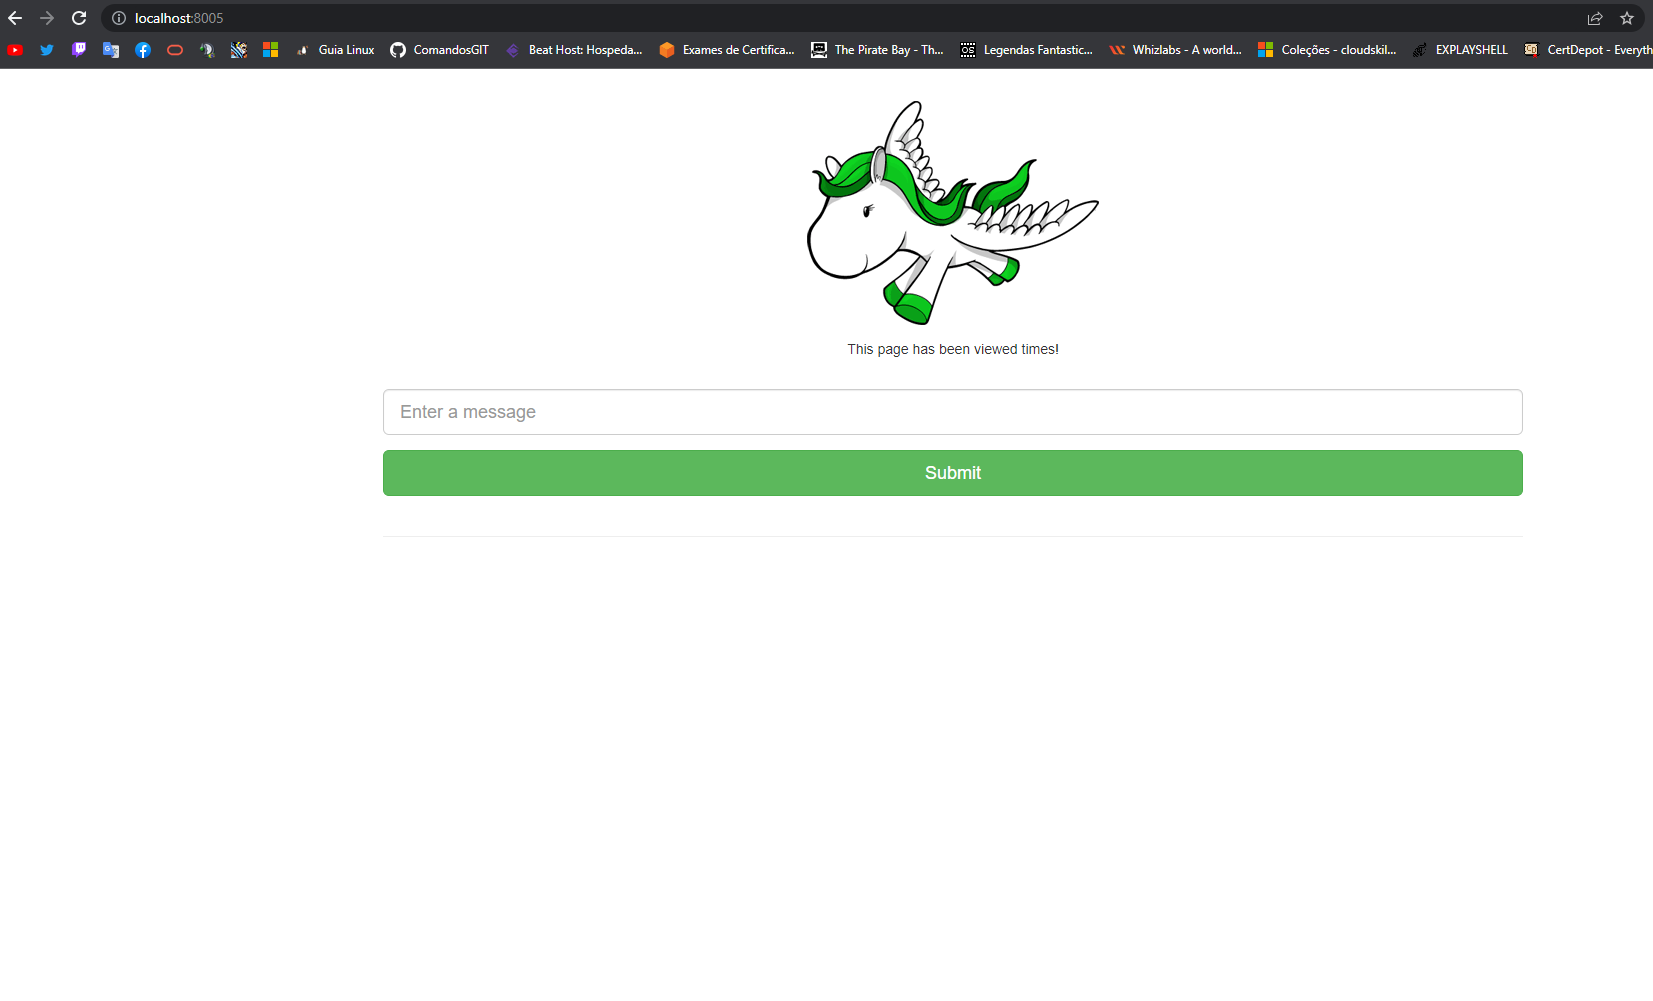 localhost:8005
Guia Linux ComandosGIT Beat Host: Hospeda... Exames de Certifica... The Pirate Bay - Th... Legendas Fantastic... Whizlabs - A world... Coleções - cloudskil... EXPLAYSHELL CertDepot - Everyth
This page has been viewed times!
Enter a message
Submit